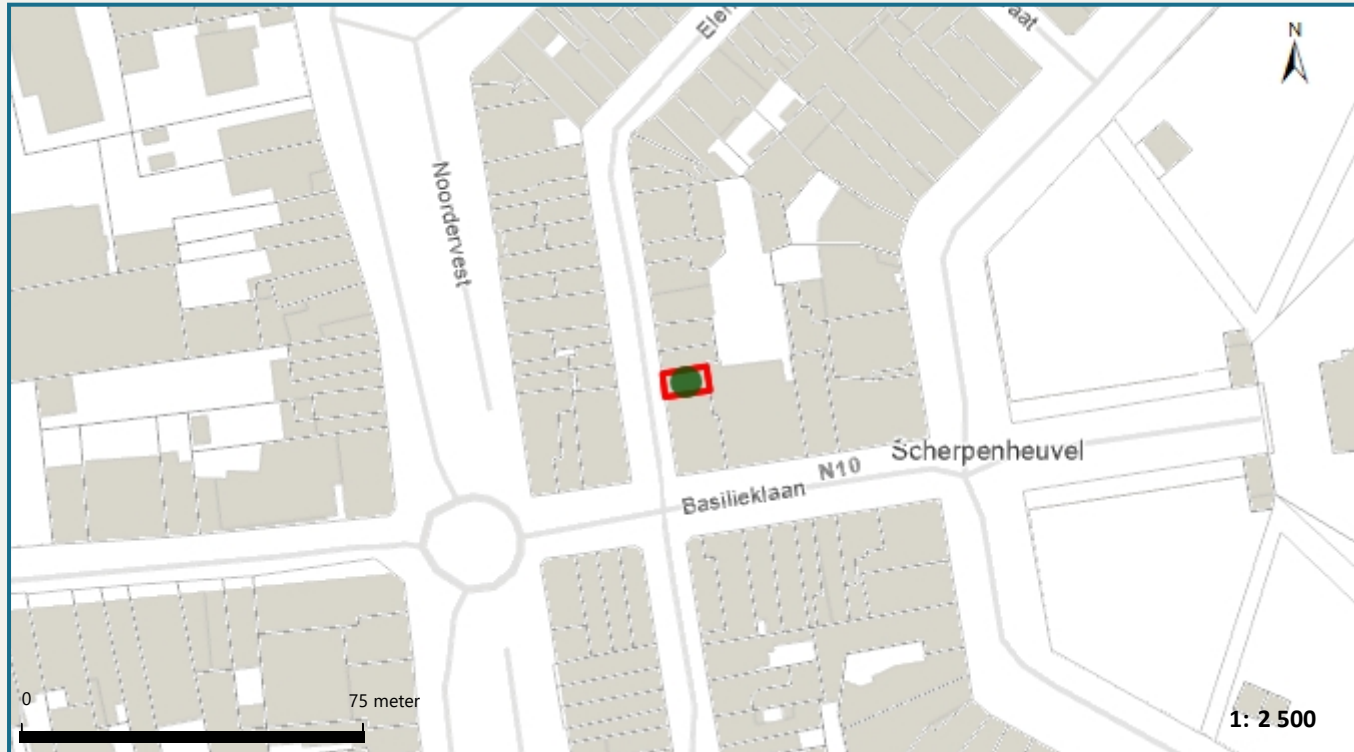 N
Noordervest
Scherpenheuvel
N10
Basilieklaan
0
75 meter
1: 2 500